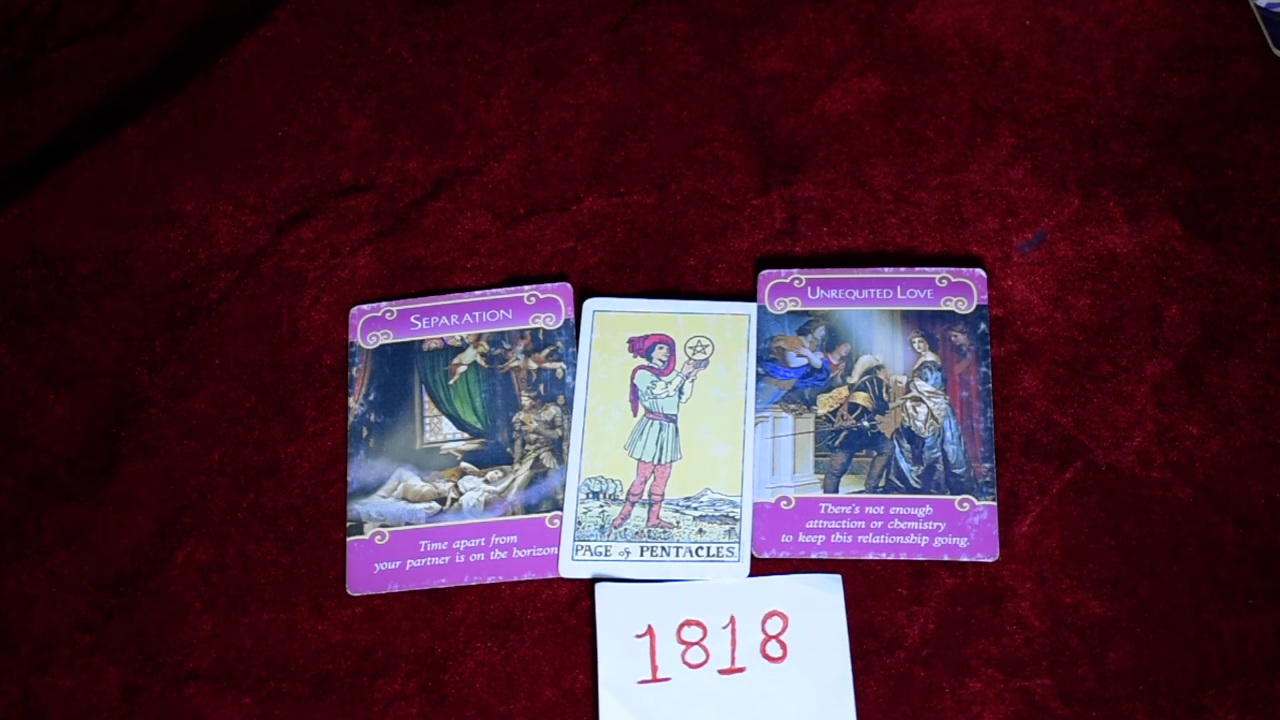 SEPARATION
Time apart from
your partner is on the horizon
PAGE of PENTACLES.
UNREQUITED LOVE
There's not enough
attraction or chemistry
to keep this relationship going.
1818